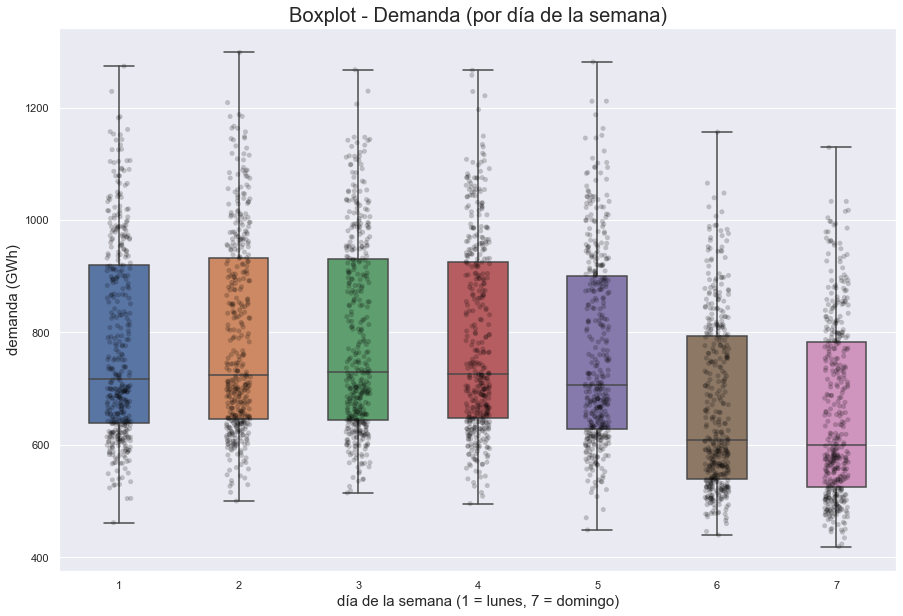 Boxplot - Demanda (por día de la semana)
demanda (GWh)
1200
1000
800
600
400
1 2 3 4 5 6 7
día de la semana (1 = lunes, 7 = domingo)